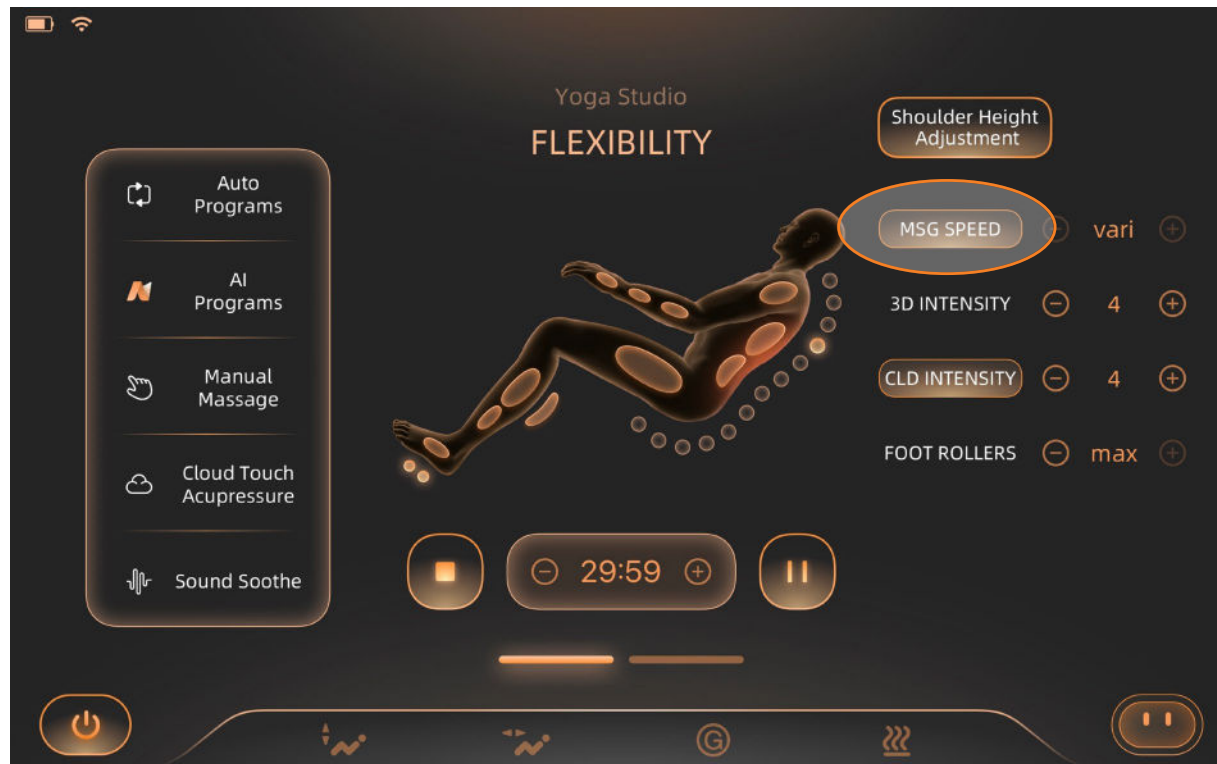 Yoga Studio
FLEXIBILITY
Shoulder Height
Adjustment
Auto
Programs
AI
Programs
Manual
Massage
Cloud Touch
Acupressure
Sound Soothe
MSG SPEED vari
3D INTENSITY 4
CLD INTENSITY 4
FOOT ROLLERS max
29:59
G